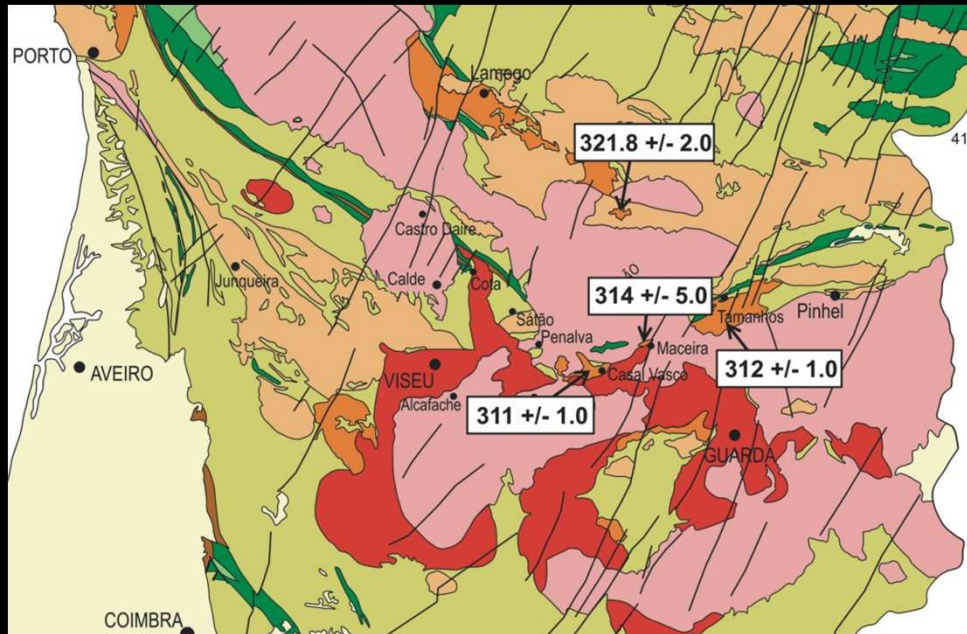 PORTO
Lamego
321.8 +/- 2.0
41
Castro Daire
Junqueira
Calde
Cota
ÃO
314 +/- 5.0
Sátão
Tamanhos
Pinhel
Penalva
Maceira
AVEIRO
VISEU
Casal Vasco
312 +/- 1.0
Alcafache
311 +/- 1.0
GUARDA
COIMBRA